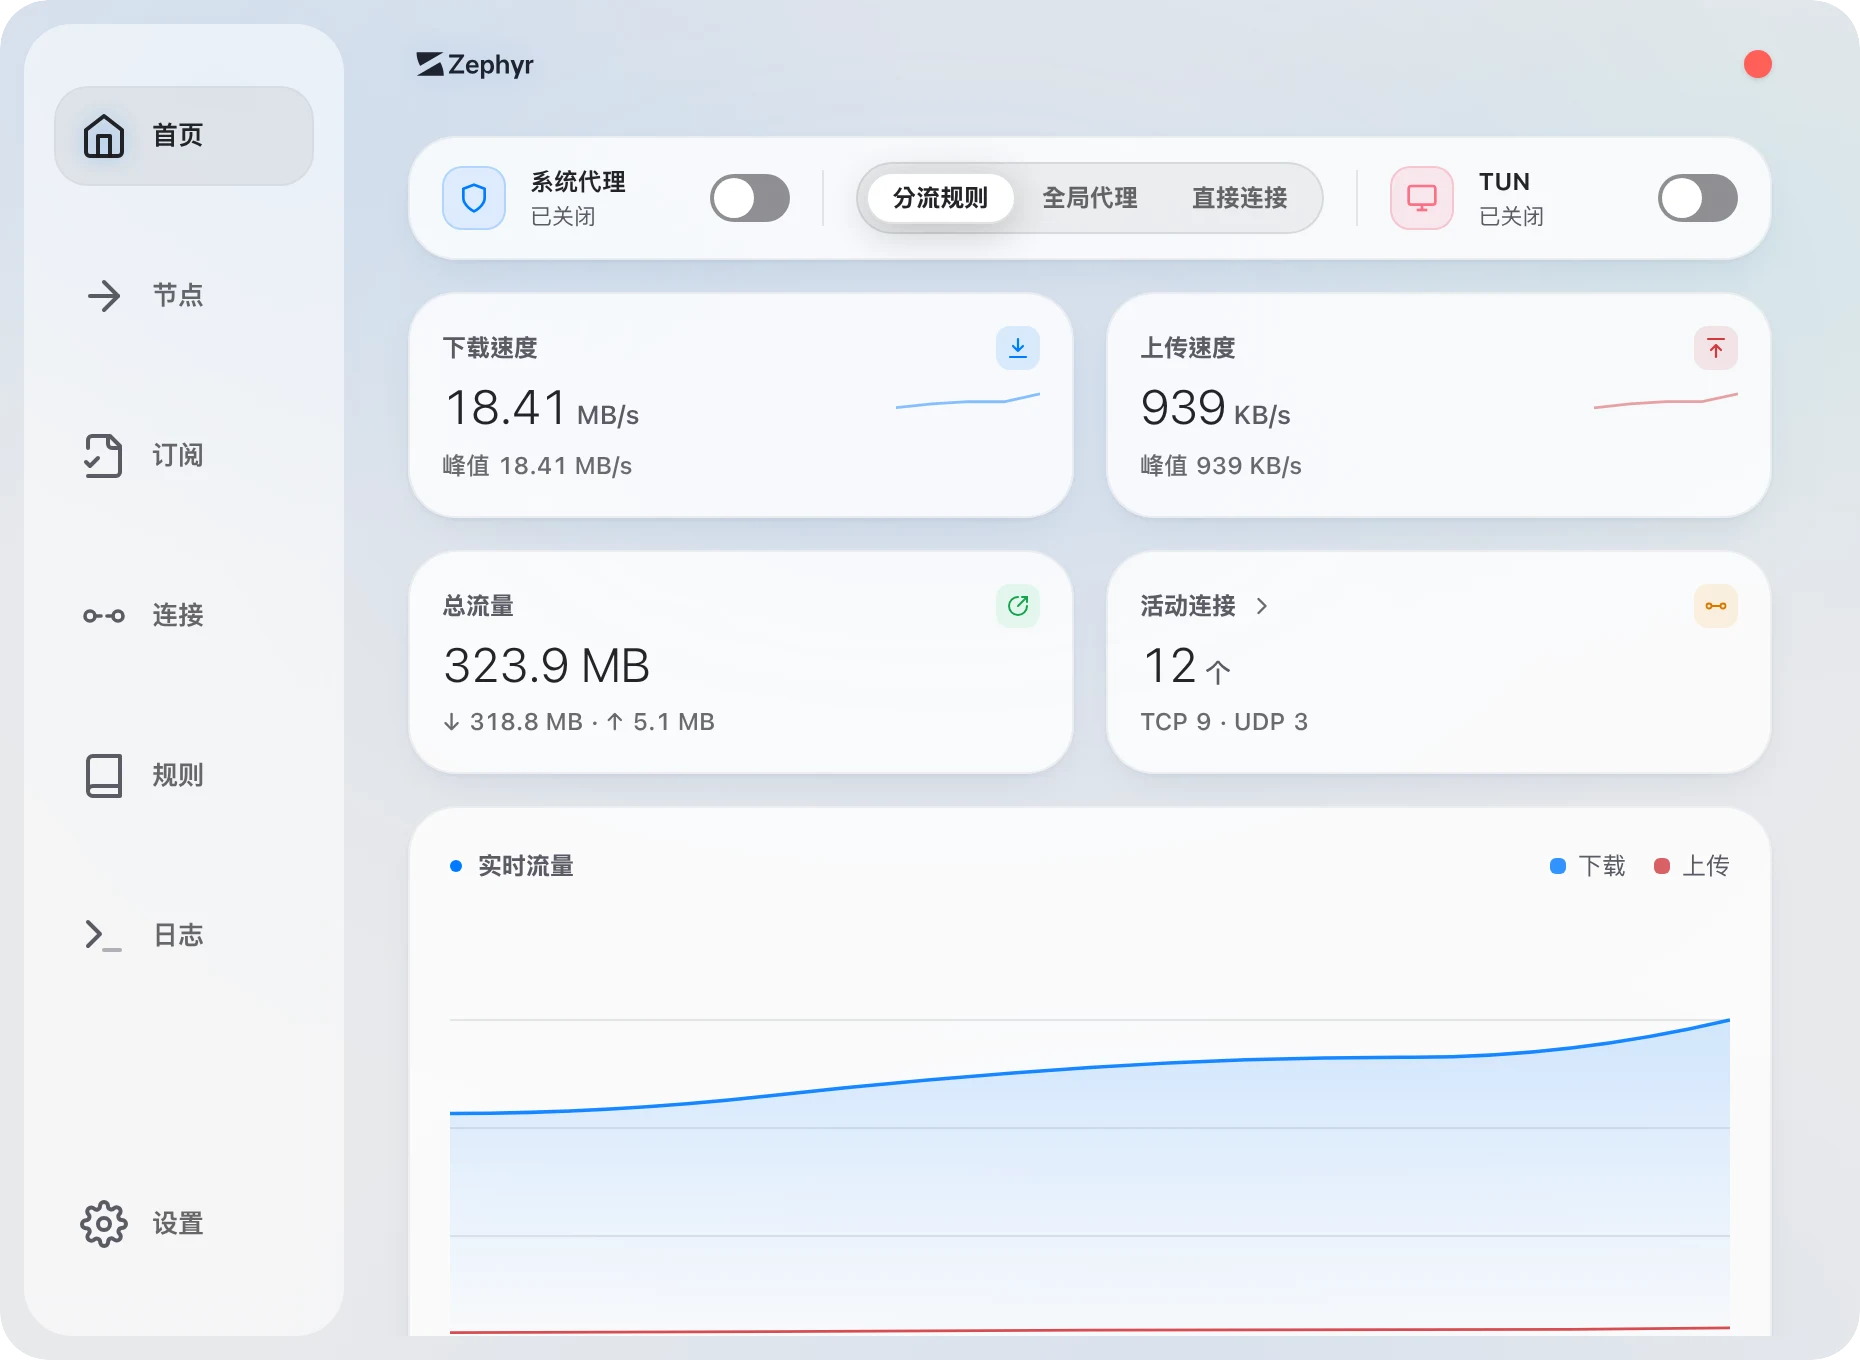 Zephyr
首页
节点
订阅
连接
规则
日志
设置
系统代理
已关闭
分流规则 全局代理 直接连接
TUN
已关闭
下载速度
18.41 MB/s
峰值 18.41 MB/s
上传速度
939 KB/s
峰值 939 KB/s
总流量
323.9 MB
↓ 318.8 MB · ↑ 5.1 MB
活动连接
12 个
TCP 9 · UDP 3
实时流量
下载 上传